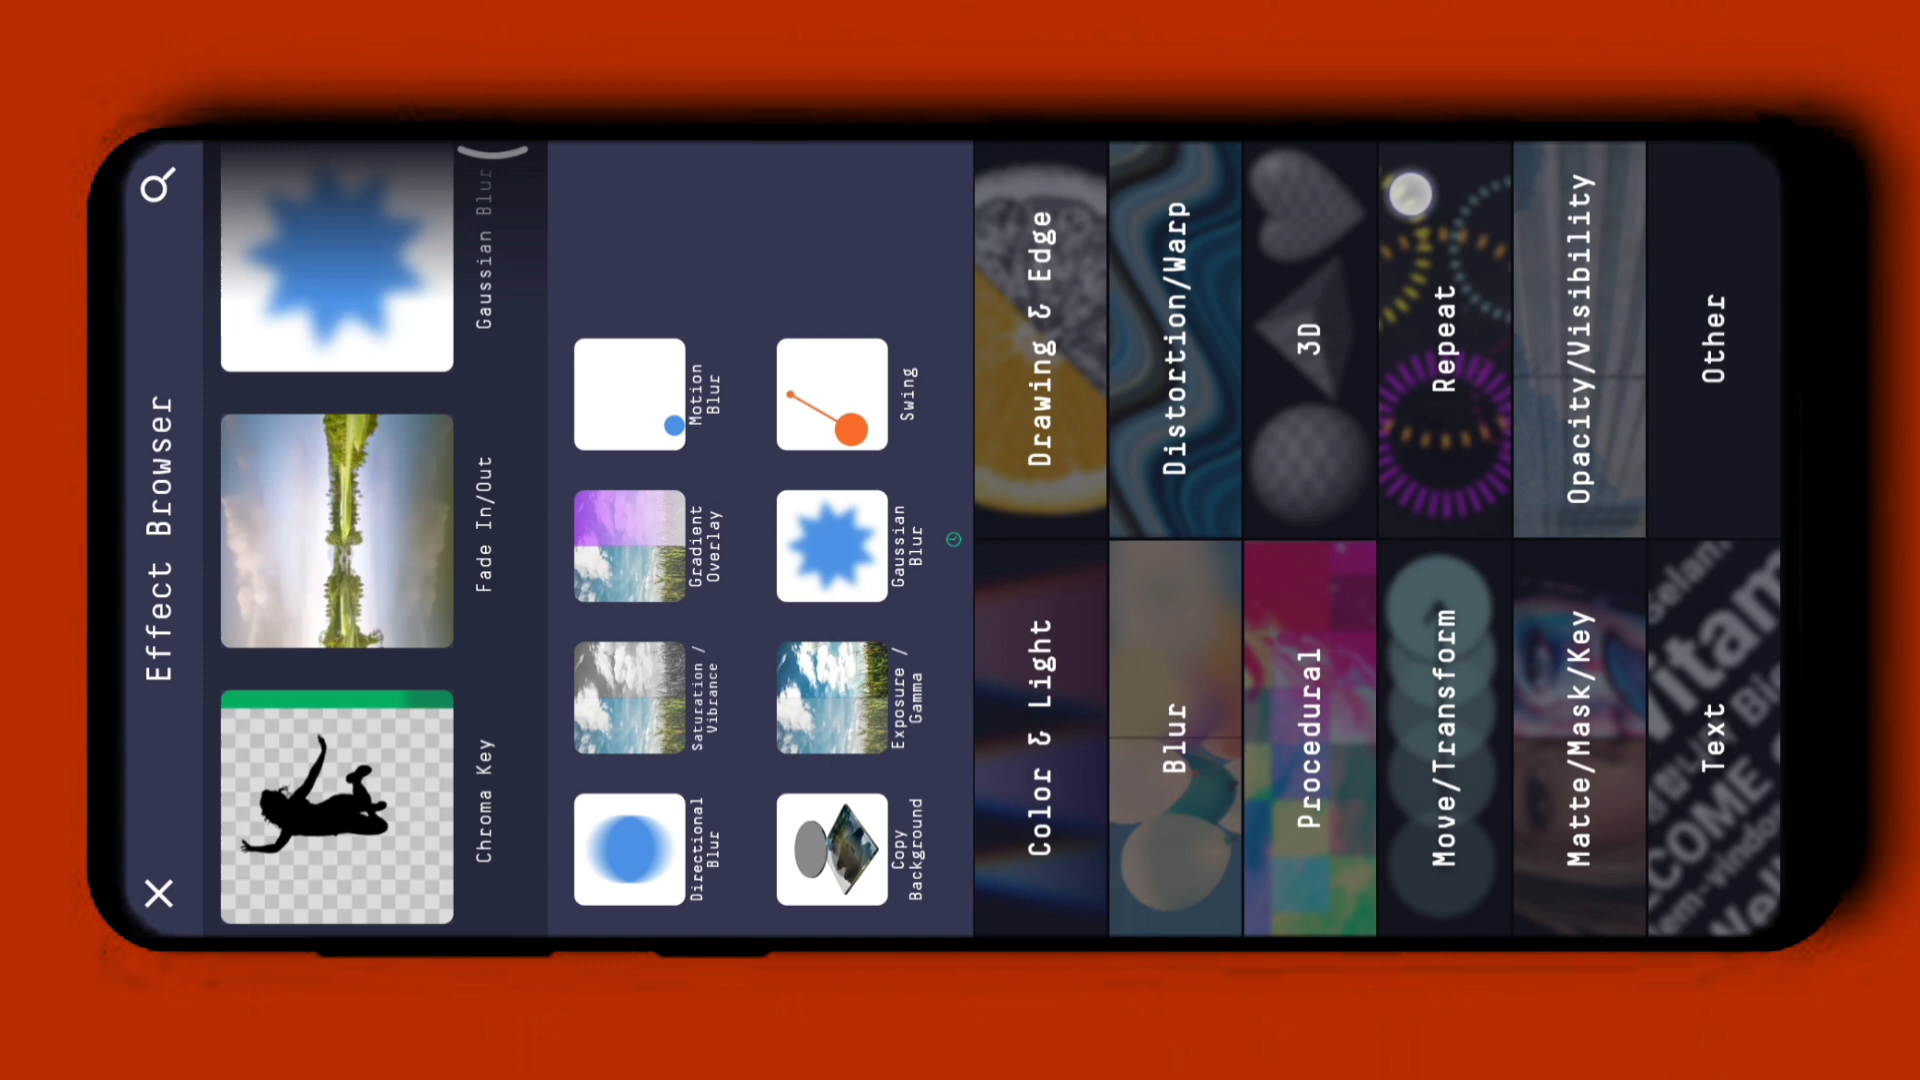 Effect Browser
Chroma Key
Fade In/Out
Gaussian Blur
Directional
Blur
Saturation /
Vibrance
Gradient
Overlay
Motion
Blur
Copy
Background
Exposure /
Gamma
Gaussian
Blur
Swing
Color & Light
Drawing & Edge
Blur
Distortion/Warp
Procedural
3D
Move/Transform
Repeat
Matte/Mask/Key
Opacity/Visibility
Text
Other